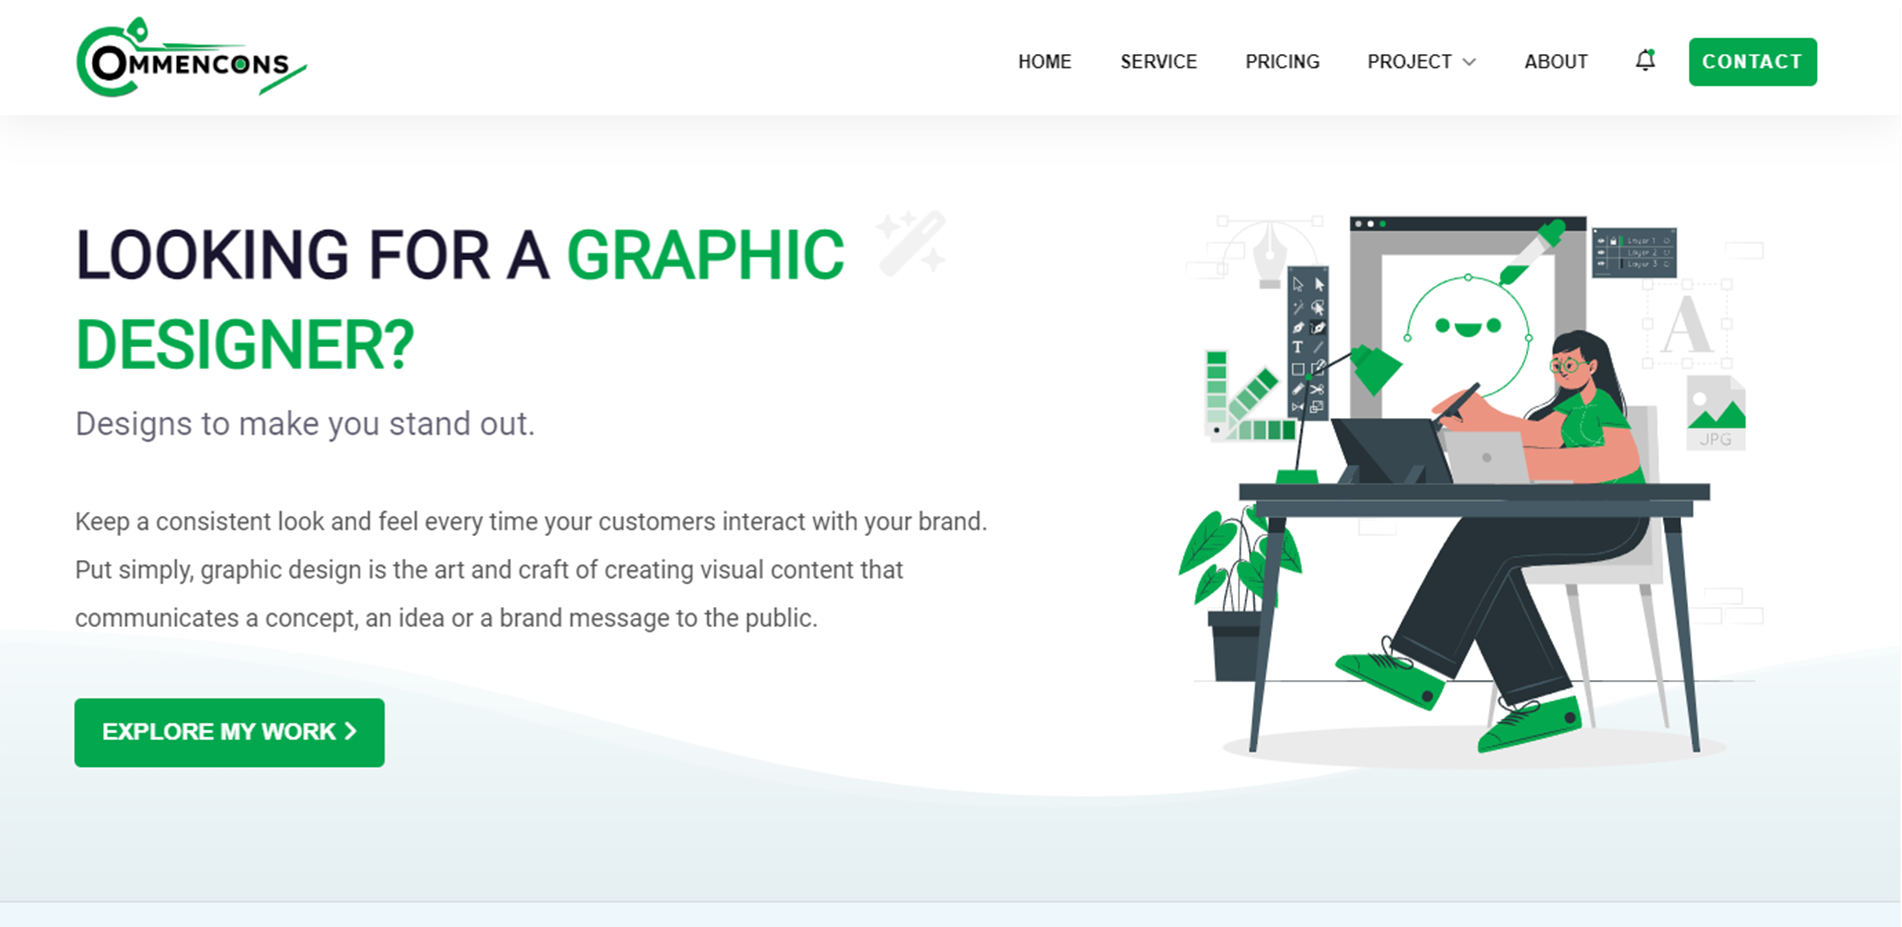 COMMENCONS
HOME SERVICE PRICING PROJECT ABOUT CONTACT
LOOKING FOR A GRAPHIC
DESIGNER?
Designs to make you stand out.
Keep a consistent look and feel every time your customers interact with your brand.
Put simply, graphic design is the art and craft of creating visual content that
communicates a concept, an idea or a brand message to the public.
EXPLORE MY WORK
Layer 1
Layer 2
Layer 3
T
A
JPG